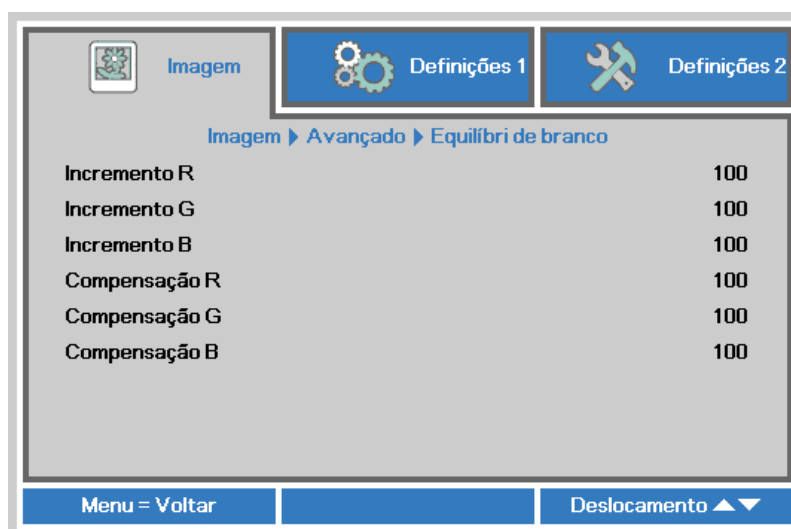 Imagem Definições 1 Definições 2
Imagem ▶ Avançado ▶ Equilíbri de branco
Incremento R 100
Incremento G 100
Incremento B 100
Compensação R 100
Compensação G 100
Compensação B 100
Menu = Voltar Deslocamento ▲▼